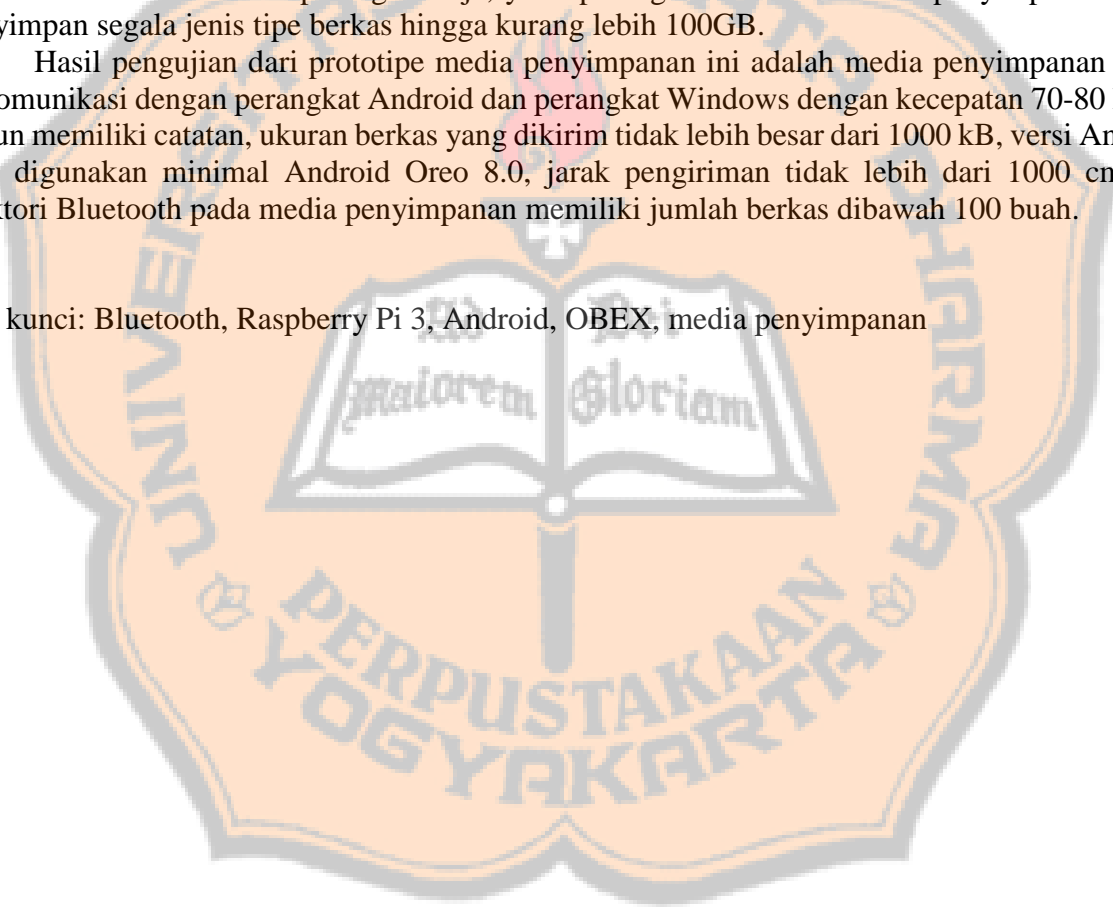 yimpan segala jenis tipe berkas hingga kurang lebih 100GB.
Hasil pengujian dari prototipe media penyimpanan ini adalah media penyimpanan
omunikasi dengan perangkat Android dan perangkat Windows dengan kecepatan 70-80
un memiliki catatan, ukuran berkas yang dikirim tidak lebih besar dari 1000 kB, versi An
digunakan minimal Android Oreo 8.0, jarak pengiriman tidak lebih dari 1000 cm
ktori Bluetooth pada media penyimpanan memiliki jumlah berkas dibawah 100 buah.
kunci: Bluetooth, Raspberry Pi 3, Android, OBEX, media penyimpanan
Ad Dei
Maiorem Gloriam
PERPUSTAKAAN
YOGYAKARTA